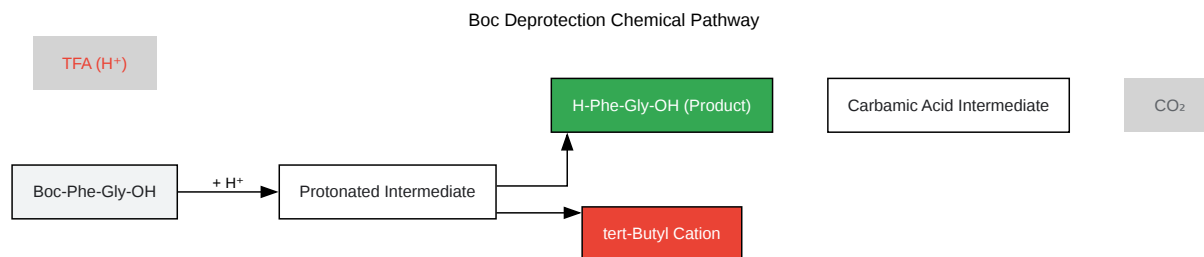 Boc Deprotection Chemical Pathway
TFA (H⁺)
H-Phe-Gly-OH (Product)
Carbamic Acid Intermediate
CO₂
Boc-Phe-Gly-OH
+ H⁺
Protonated Intermediate
tert-Butyl Cation